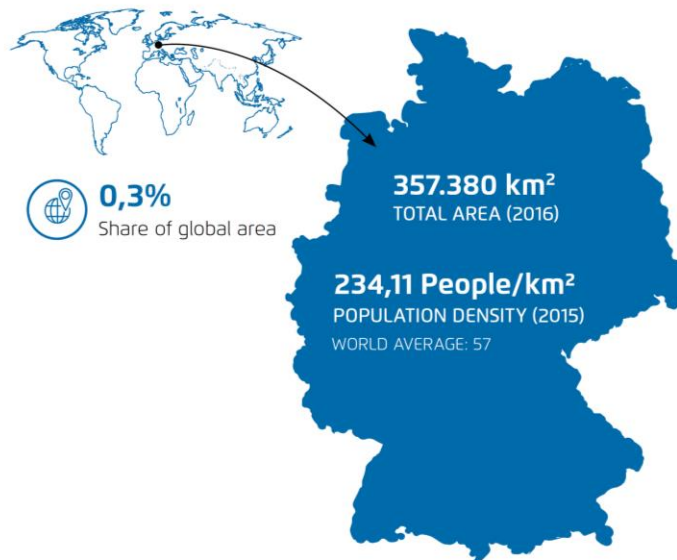 0,3%
Share of global area
357.380 km²
TOTAL AREA (2016)
234,11 People/km²
POPULATION DENSITY (2015)
WORLD AVERAGE: 57